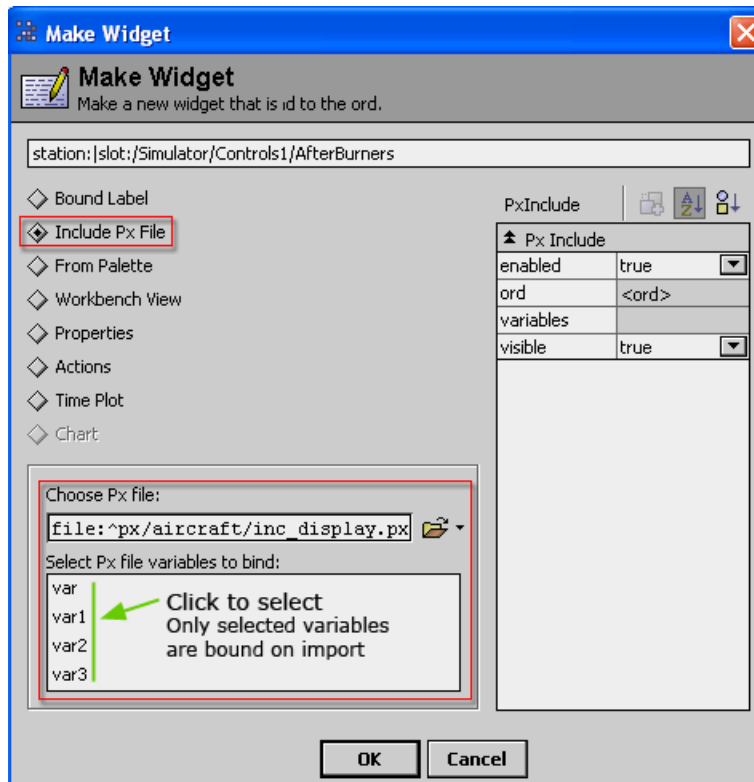 Make Widget
Make Widget
Make a new widget that is id to the ord.
station:|slot:/Simulator/Controls1/AfterBurners
Bound Label
Include Px File
From Palette
Workbench View
Properties
Actions
Time Plot
Chart
Choose Px file:
file:^px/aircraft/inc_display.px
Select Px file variables to bind:
var
var1
var2
var3
Click to select
Only selected variables
are bound on import
PxInclude
Px Include
enabled true
ord <ord>
variables
visible true
OK Cancel